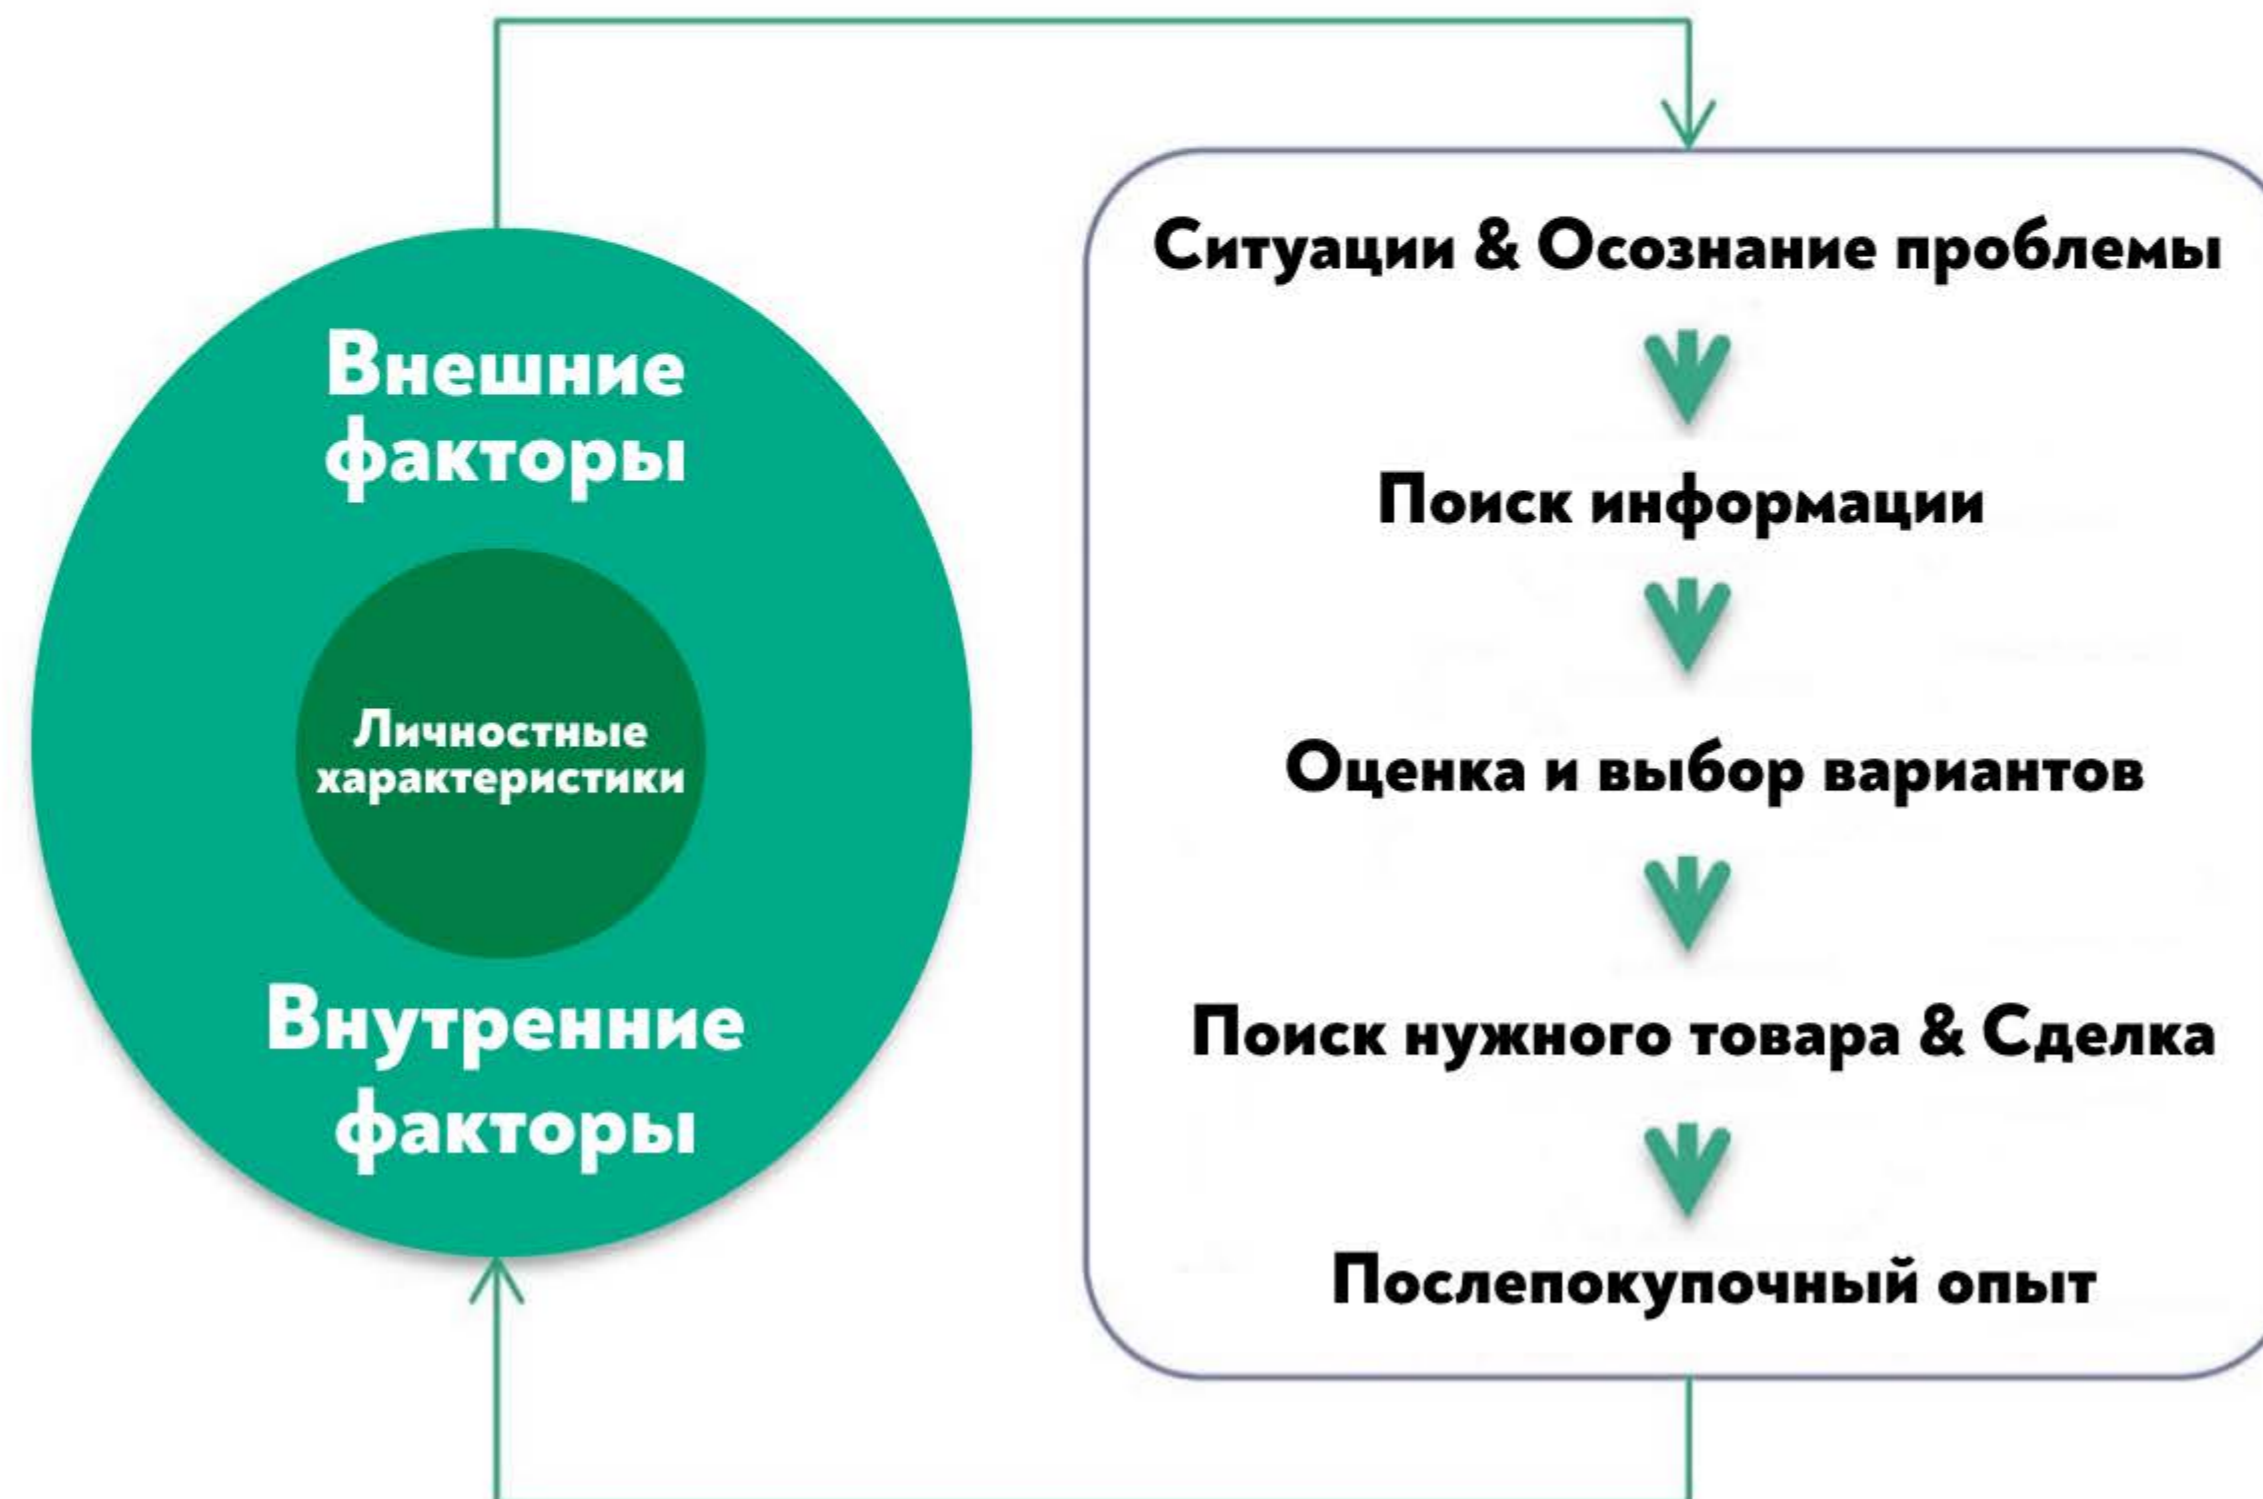 Внешние
факторы
Личностные
характеристики
Внутренние
факторы
Ситуации & Осознание проблемы
Поиск информации
Оценка и выбор вариантов
Поиск нужного товара & Сделка
Послепокупочный опыт